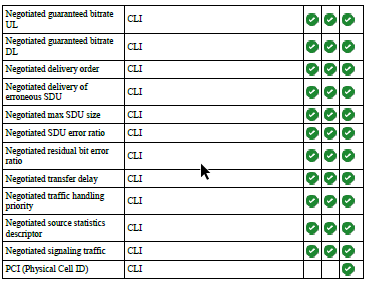 Negotiated guaranteed bitrate
UL
CLI
Negotiated guaranteed bitrate
DL
CLI
Negotiated delivery order
CLI
Negotiated delivery of
erroneous SDU
CLI
Negotiated max SDU size
CLI
Negotiated SDU error ratio
CLI
Negotiated residual bit error
ratio
CLI
Negotiated transfer delay
CLI
Negotiated traffic handling
priority
CLI
Negotiated source statistics
descriptor
CLI
Negotiated signaling traffic
CLI
PCI (Physical Cell ID)
CLI